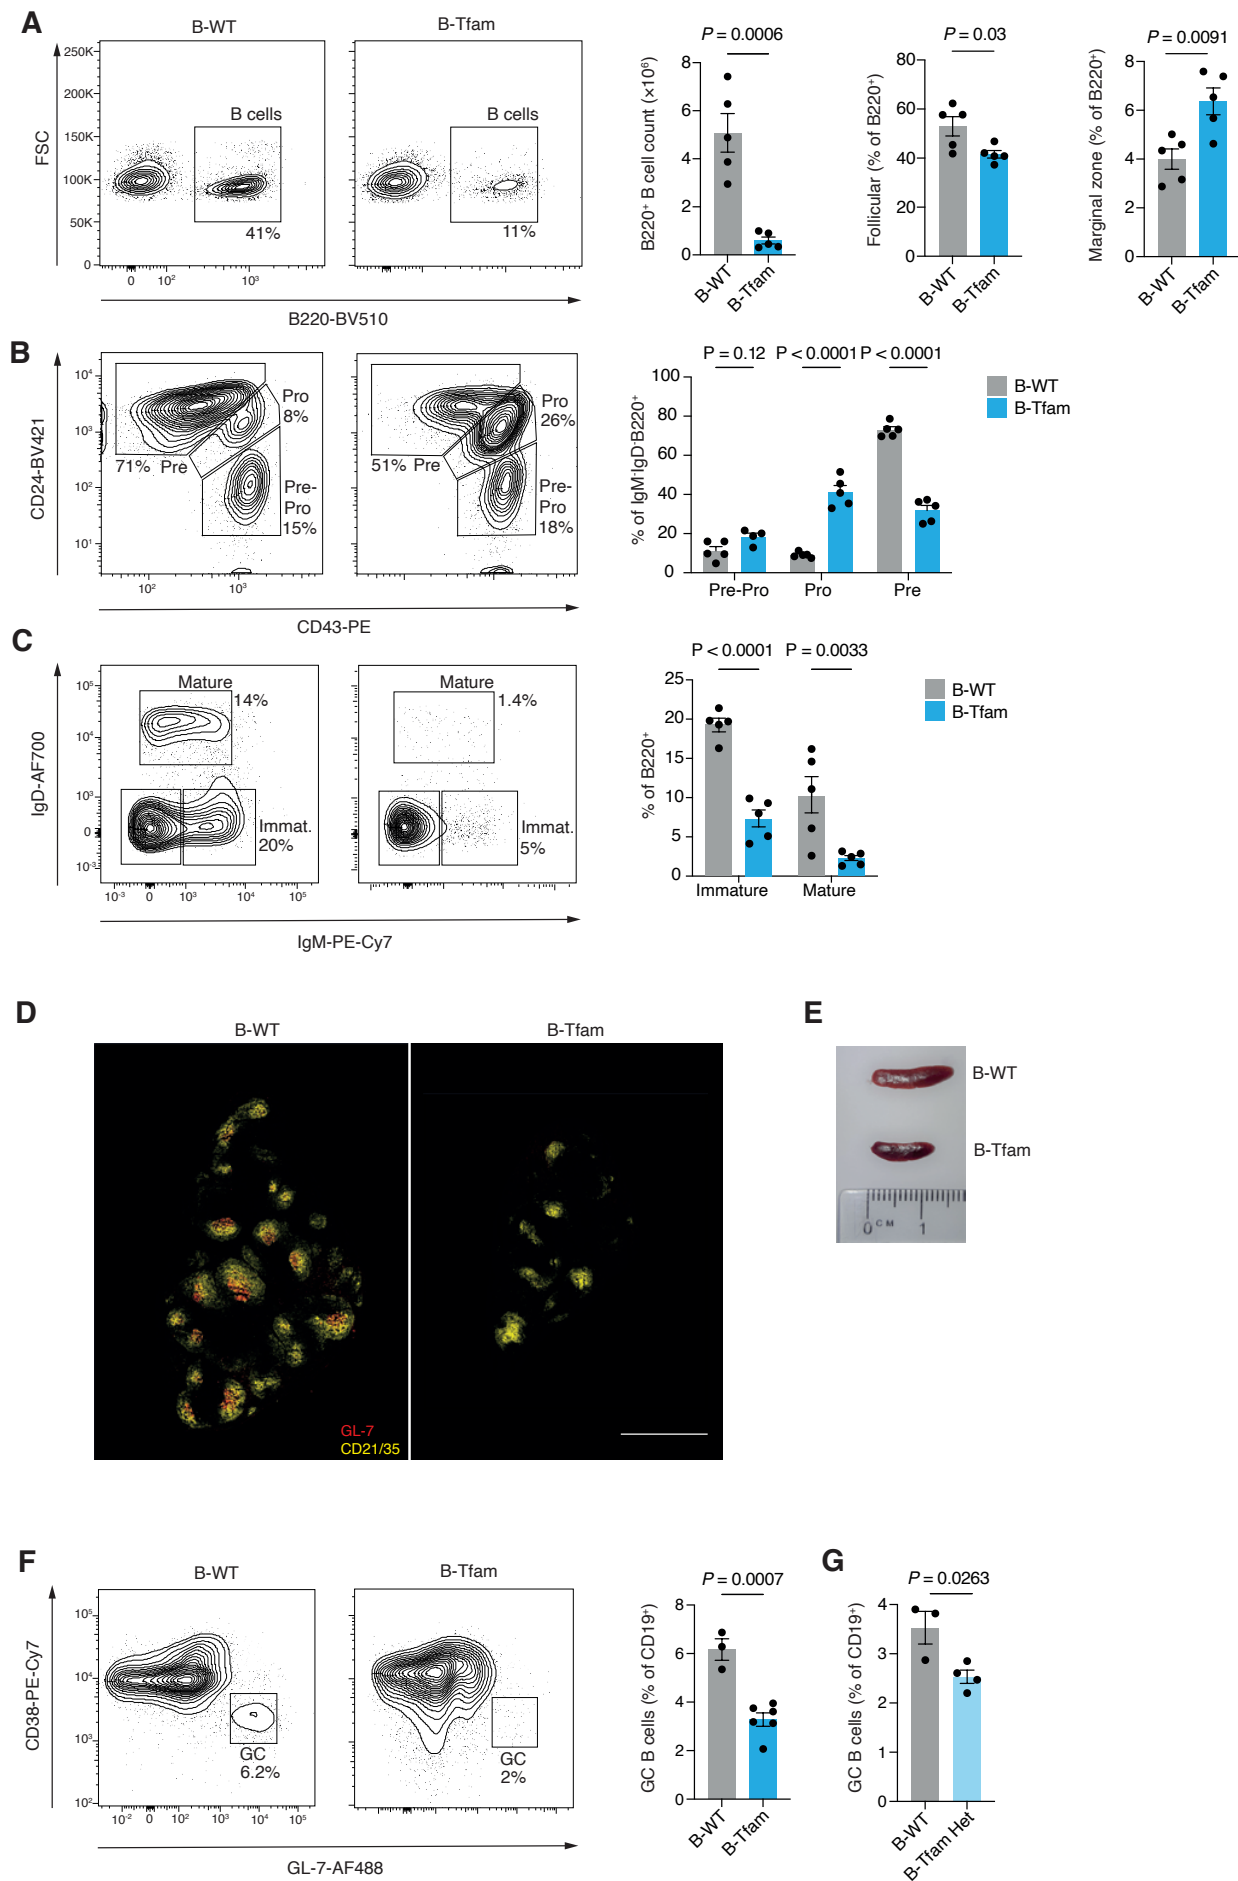 A
B-WT
B-Tfam
FSC
250K
200K
150K
100K
50K
0
B cells
41%
B cells
11%
0
10²
10³
B220-BV510
P = 0.0006
B220⁺ B cell count (×10⁶)
8
6
4
2
0
B-WT
B-Tfam
P = 0.03
Follicular (% of B220⁺)
80
60
40
20
0
B-WT
B-Tfam
P = 0.0091
Marginal zone (% of B220⁺)
8
6
4
2
0
B-WT
B-Tfam
B
CD24-BV421
10⁴
10³
10²
10¹
Pro
8%
71% Pre
Pre-
Pro
15%
Pro
26%
51% Pre
Pre-
Pro
18%
10²
10³
CD43-PE
P = 0.12 P < 0.0001 P < 0.0001
% of IgM⁻IgD⁻B220⁺
100
80
60
40
20
0
Pre-Pro
Pro
Pre
B-WT
B-Tfam
C
IgD-AF700
10⁵
10⁴
10³
0
10⁻³
Mature
14%
Immat.
20%
Mature
1.4%
Immat.
5%
10⁻³
0
10³
10⁴
10⁵
IgM-PE-Cy7
P < 0.0001 P = 0.0033
% of B220⁺
25
20
15
10
5
0
Immature
Mature
B-WT
B-Tfam
D
B-WT
B-Tfam
GL-7
CD21/35
E
B-WT
B-Tfam
0 CM 1
F
B-WT
B-Tfam
CD38-PE-Cy7
10⁵
10⁴
10³
10²
GC
6.2%
GC
2%
10⁻²
0
10²
10³
10⁴
10⁵
GL-7-AF488
P = 0.0007
GC B cells (% of CD19⁺)
8
6
4
2
0
B-WT
B-Tfam
G
P = 0.0263
GC B cells (% of CD19⁺)
4
3
2
1
0
B-WT
B-Tfam Het